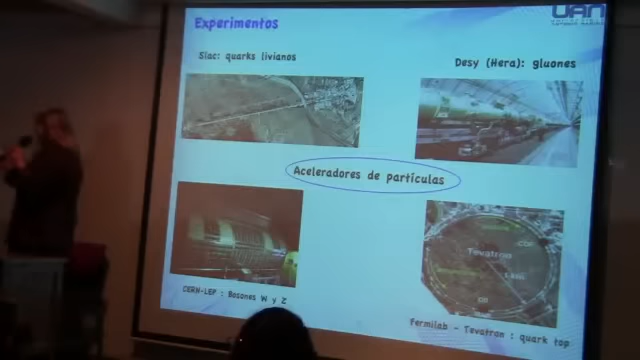 Experimentos
UAN
Slac: quarks livianos
Desy (Hera): gluones
Aceleradores de partículas
Tevatron
CERN-LEP : Bosones W y Z
Fermilab - Tevatron : quark top